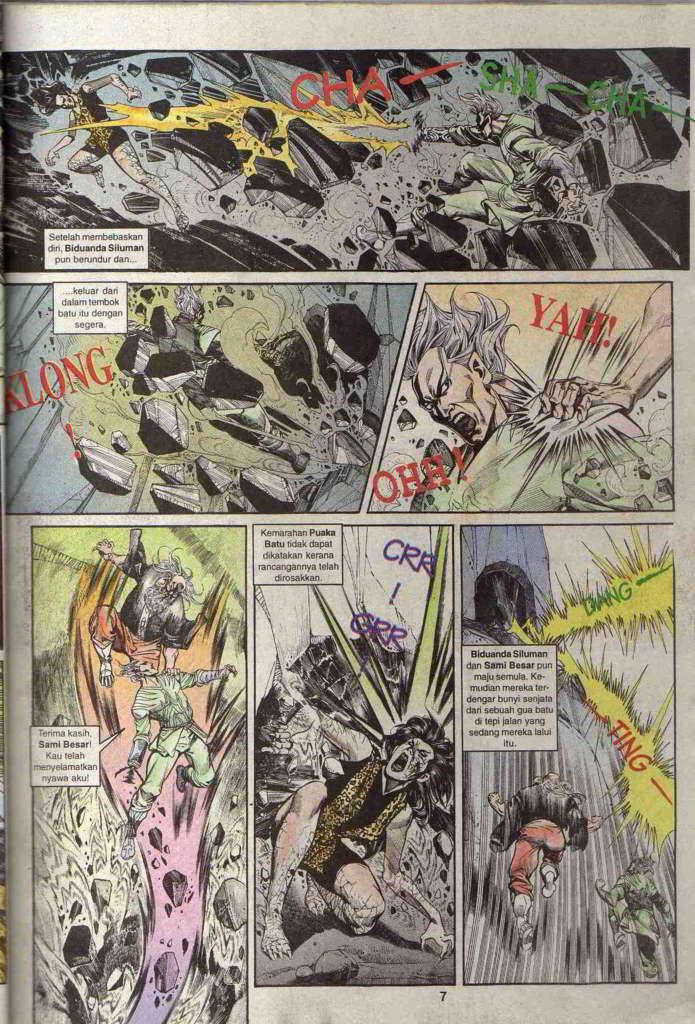 CHA—
SHA—CHA—
Setelah membebaskan
diri, Biduanda Siluman
pun berundur dan...
....keluar dari
dalam tembok
batu itu dengan
segera.
KLONG
!
YAH!
OHH!
Terima kasih,
Sami Besar!
Kau telah
menyelamatkan
nyawa aku!
Kemarahan Puaka
Batu tidak dapat
dikatakan kerana
rancangannya telah
dirosakkan.
CRR
!
GRR
!
DANG—
Biduanda Siluman
dan Sami Besar pun
maju semula. Ke-
mudian mereka ter-
dengar bunyi senjata
dari sebuah gua batu
di tepi jalan yang
sedang mereka lalui
itu.
TING—
7